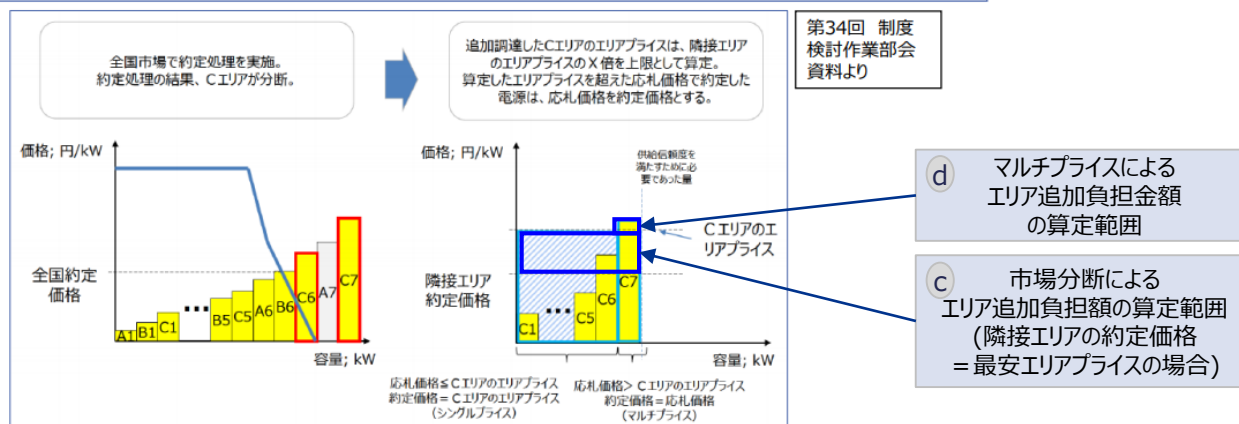 全国市場で約定処理を実施。
約定処理の結果、Cエリアが分断。
追加調達したCエリアのエリアプライスは、隣接エリア
のエリアプライスのX倍を上限として算定。
算定したエリアプライスを超えた応札価格で約定した
電源は、応札価格を約定価格とする。
第34回 制度
検討作業部会
資料より
価格; 円/kW
全国約定
価格
A1
B1
C1
…
B5
C5
A6
B6
C6
A7
C7
容量; kW
価格; 円/kW
供給信頼度を
満たすために必
要であった量
Cエリアのエ
リアプライス
隣接エリア
約定価格
C1
…
C5
C6
C7
容量; kW
応札価格≦Cエリアのエリアプライス
約定価格=Cエリアのエリアプライス
(シングルプライス)
応札価格>Cエリアのエリアプライス
約定価格=応札価格
(マルチプライス)
d
マルチプライスによる
エリア追加負担金額
の算定範囲
c
市場分断による
エリア追加負担額の算定範囲
(隣接エリアの約定価格
=最安エリアプライスの場合)